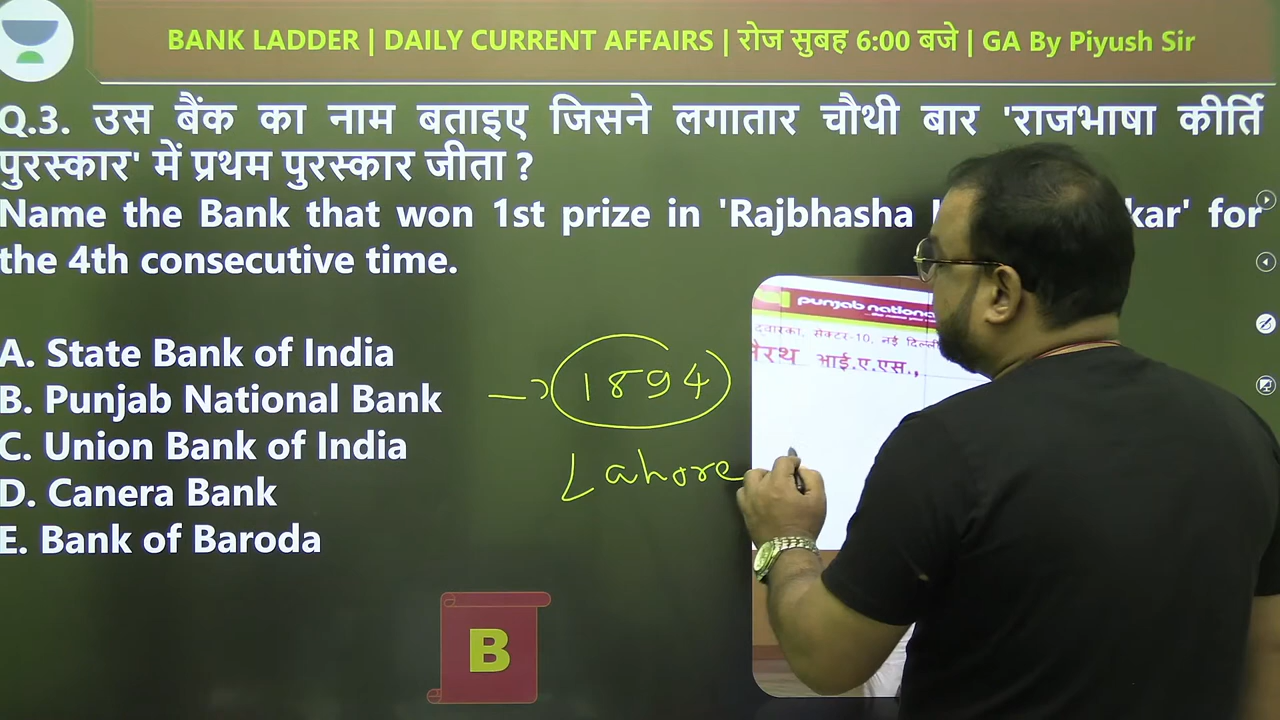 BANK LADDER | DAILY CURRENT AFFAIRS | रोज सुबह 6:00 बजे | GA By Piyush Sir
Q.3. उस बैंक का नाम बताइए जिसने लगातार चौथी बार 'राजभाषा कीर्ति
पुरस्कार' में प्रथम पुरस्कार जीता ?
Name the Bank that won 1st prize in 'Rajbhasha kar' for
the 4th consecutive time.
A. State Bank of India
B. Punjab National Bank
C. Union Bank of India
D. Canera Bank
E. Bank of Baroda
1894
Lahore
punjab nationa
द्वारका, सेक्टर-10, नई दिल्ली
आई.ए.एस.,
B